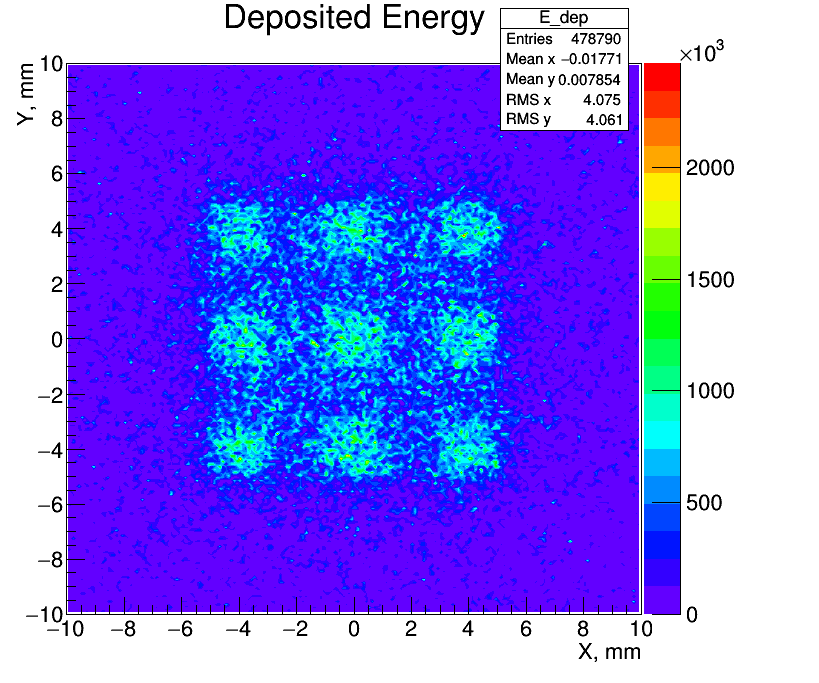 Deposited Energy
E_dep
Entries 478790
Mean x −0.01771
Mean y 0.007854
RMS x 4.075
RMS y 4.061
×10³
Y, mm
10
8
6
4
2
0
−2
−4
−6
−8
−10
−10 −8 −6 −4 −2 0 2 4 6 8 10
X, mm
2000
1500
1000
500
0